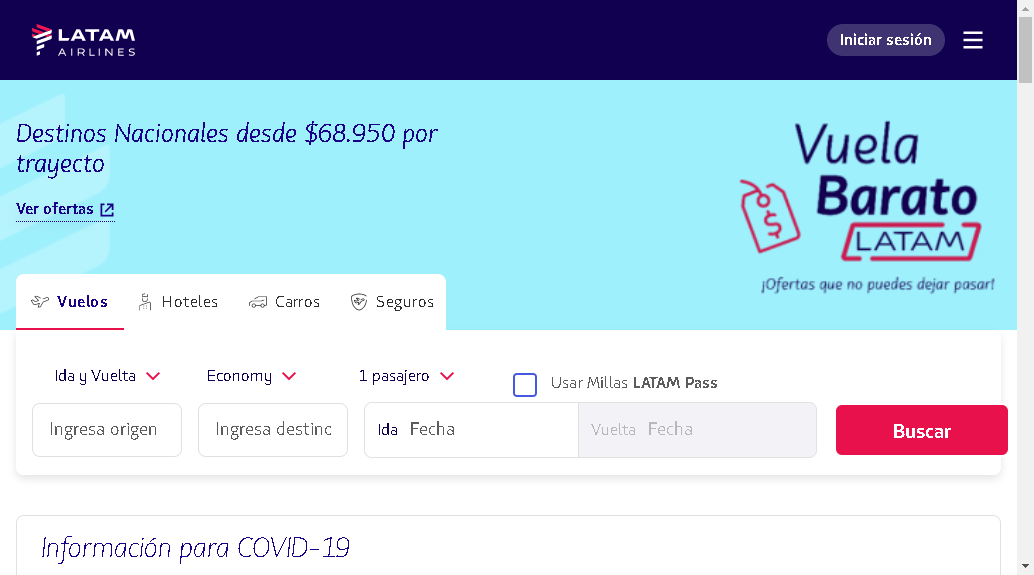 LATAM
AIRLINES
Iniciar sesión
Destinos Nacionales desde $68.950 por
trayecto
Ver ofertas
Vuela
Barato
$
LATAM
¡Ofertas que no puedes dejar pasar!
Vuelos
Hoteles
Carros
Seguros
Ida y Vuelta
Economy
1 pasajero
Usar Millas LATAM Pass
Ingresa origen
Ingresa destino
Ida Fecha
Vuelta Fecha
Buscar
Información para COVID-19